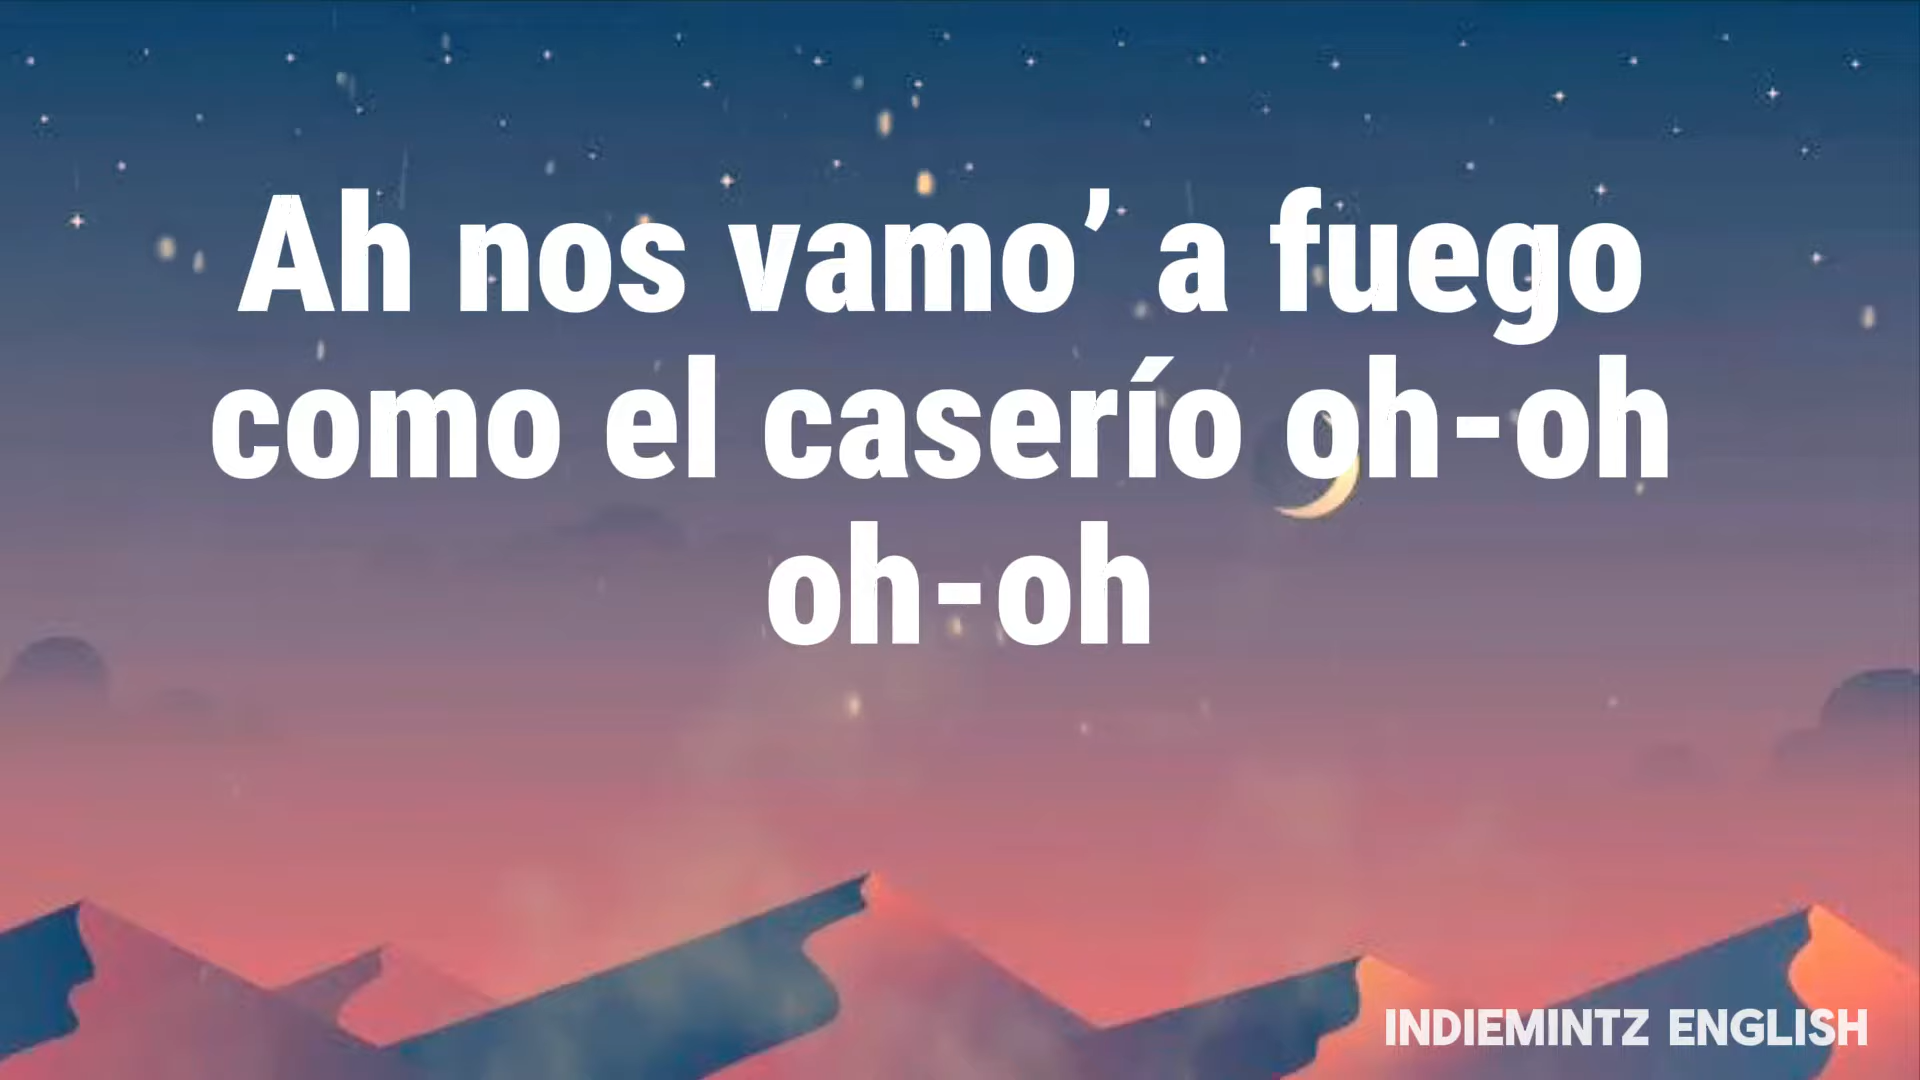 Ah nos vamo’ a fuego
como el caserío oh-oh
oh-oh
INDIEMINTZ ENGLISH